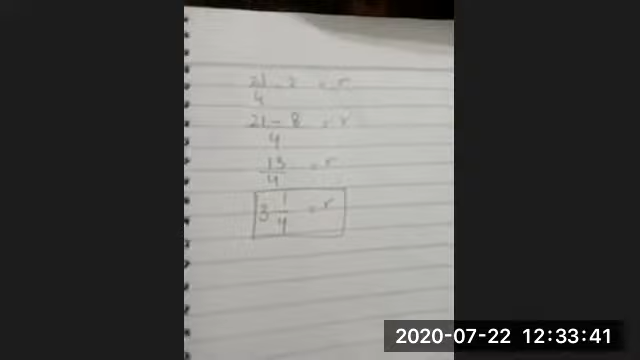 21/4 - 2 = r
21 - 8/4 = r
13/4 = r
3 1/4 = r
2020-07-22 12:33:41